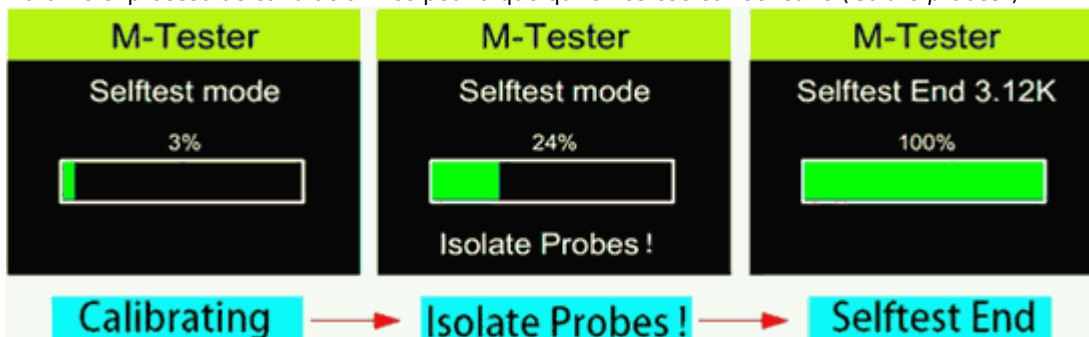 M-Tester
Selftest mode
3%
M-Tester
Selftest mode
24%
Isolate Probes !
M-Tester
Selftest End 3.12K
100%
Calibrating
Isolate Probes !
Selftest End